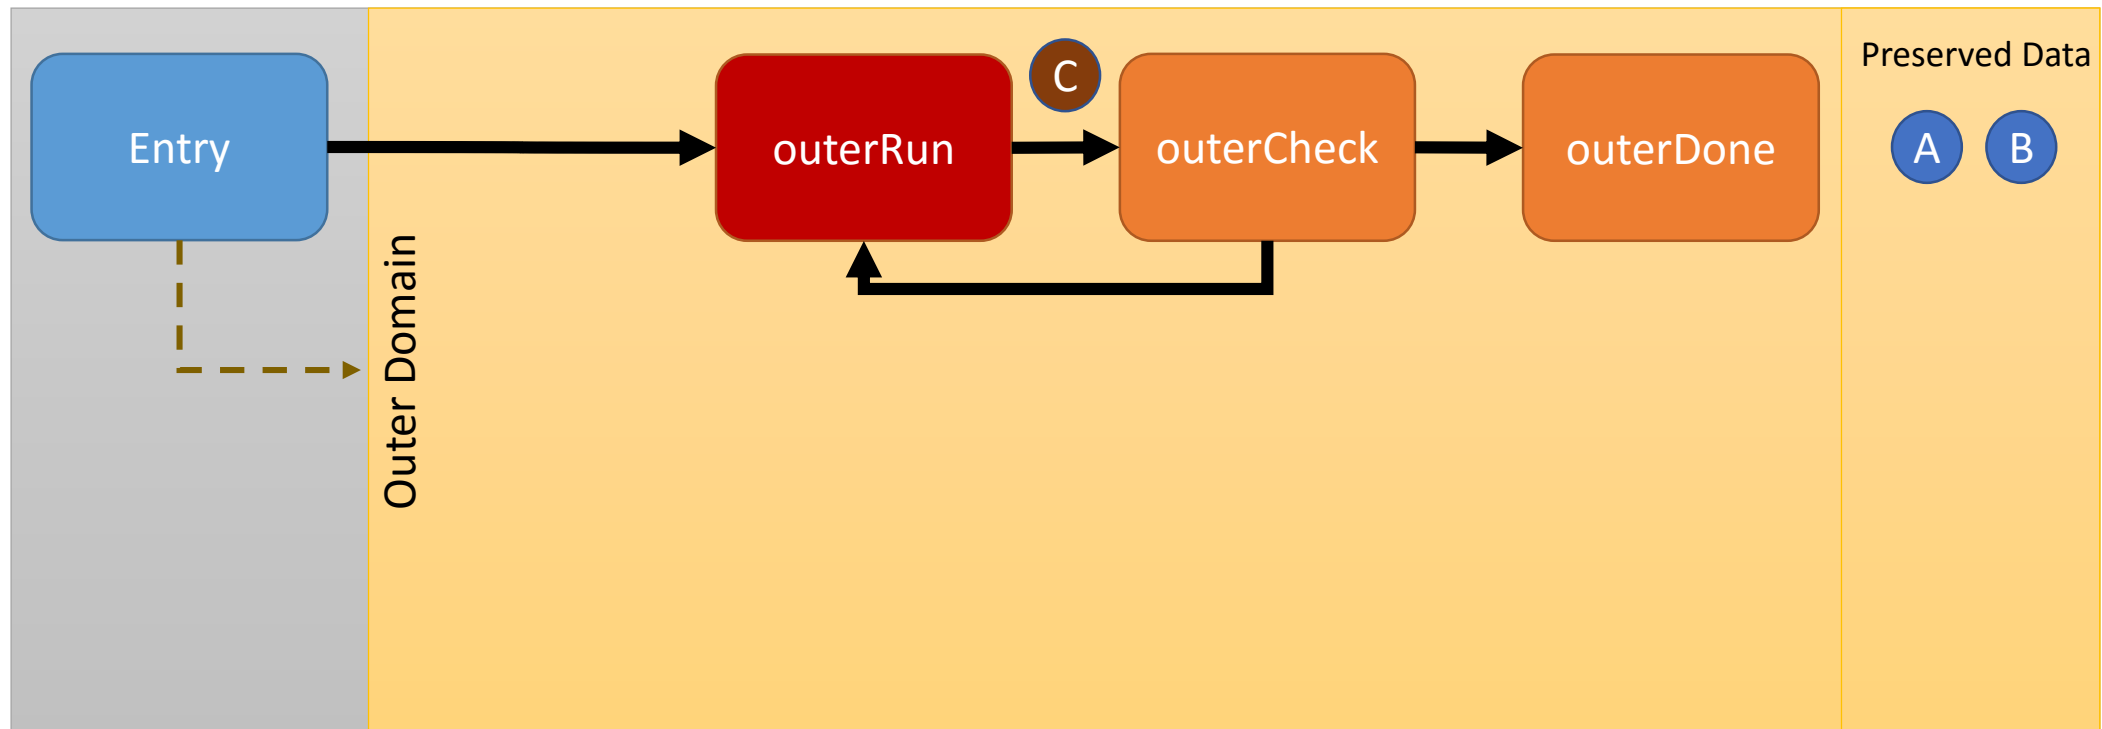 Entry
outerRun
C
outerCheck
outerDone
Preserved Data
A
B
Outer Domain